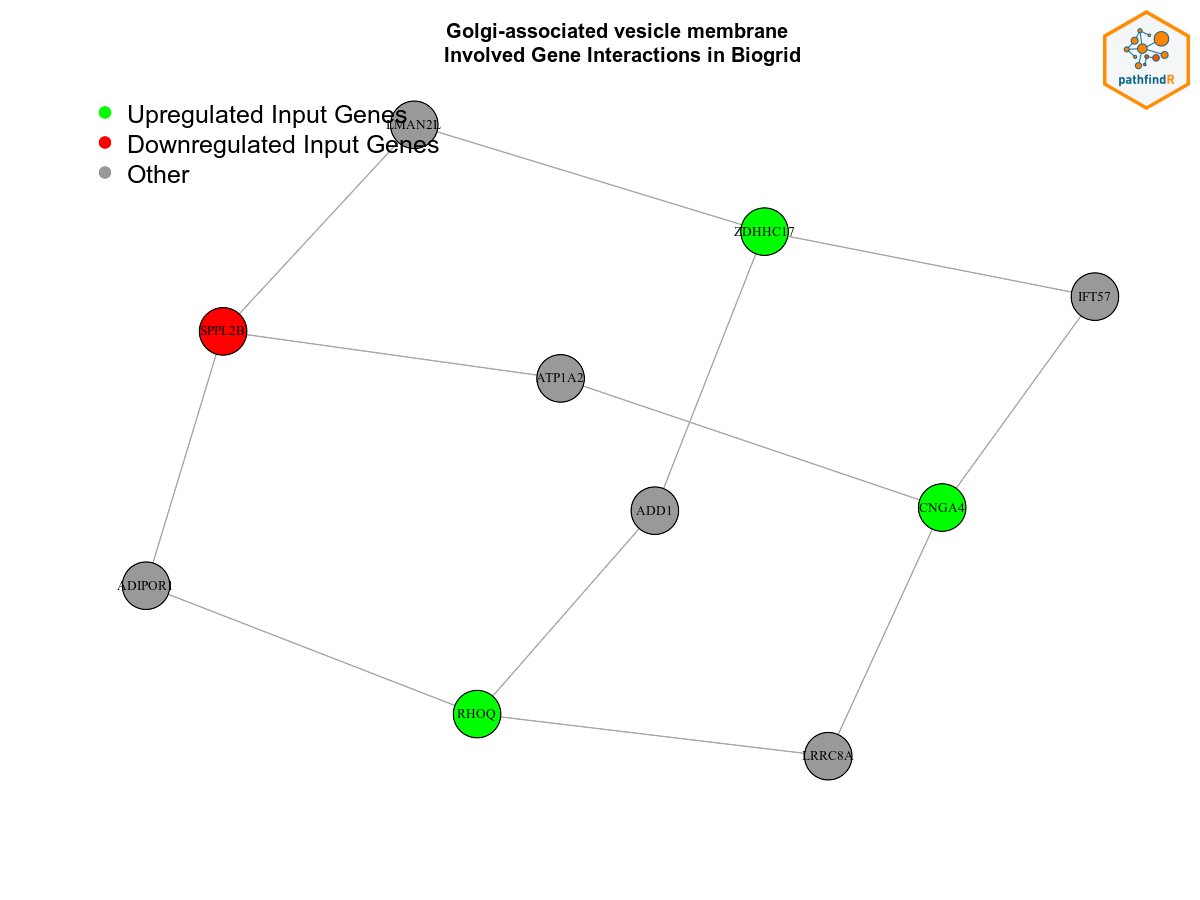 Golgi-associated vesicle membrane
Involved Gene Interactions in Biogrid
pathfindR
Upregulated Input Genes
Downregulated Input Genes
Other
LMAN2L
ZDHHC17
IFT57
SPPL2B
ATP1A2
ADD1
CNGA4
ADIPOR1
RHOQ
LRRC8A